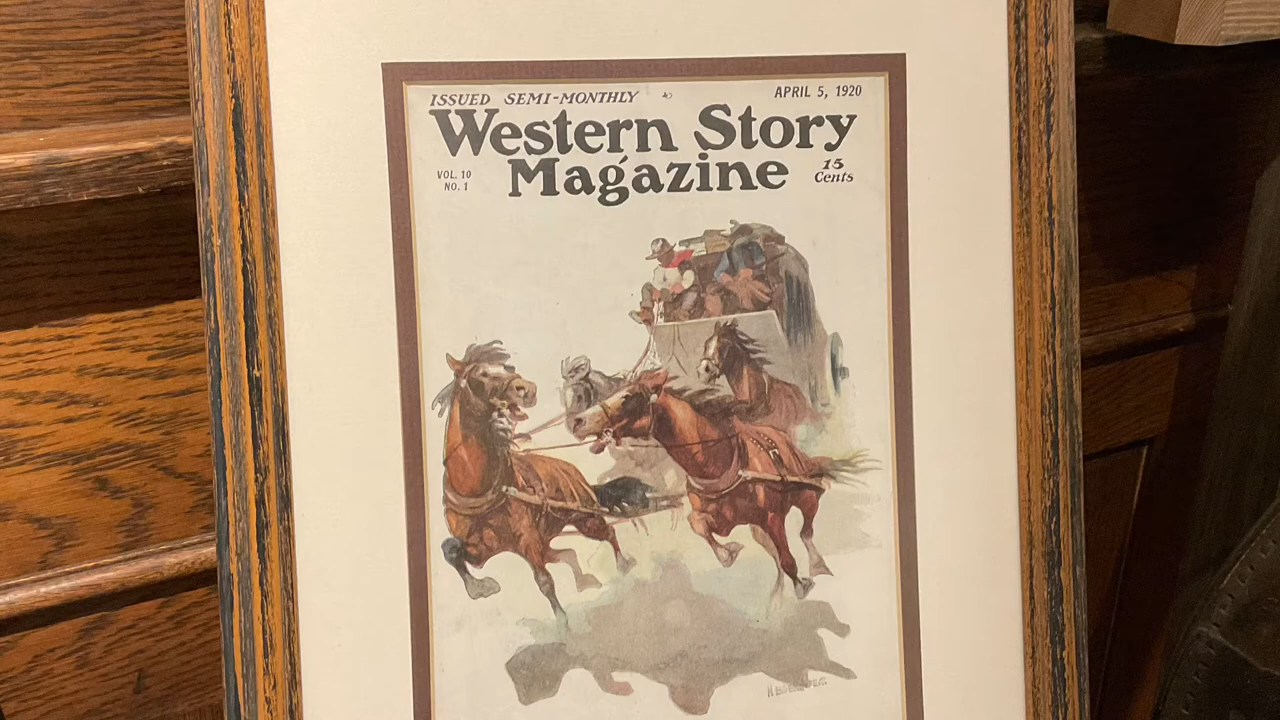 ISSUED SEMI-MONTHLY
APRIL 5, 1920
Western Story
Magazine
VOL. 10
NO. 1
15
Cents